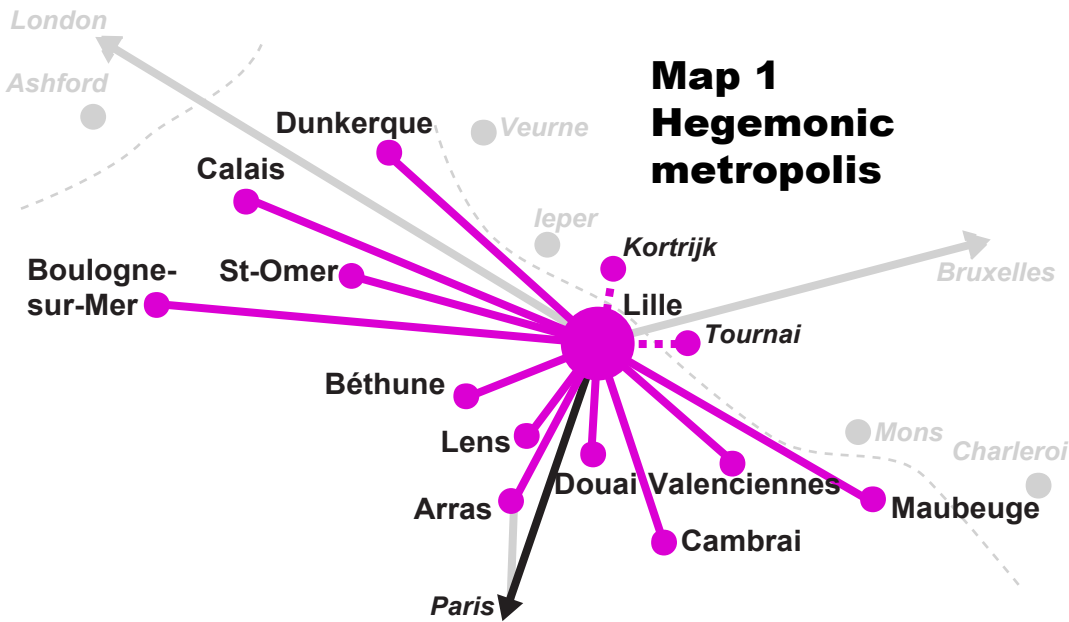 London
Map 1
Hegemonic
metropolis
Ashford
Dunkerque
Veurne
Calais
Ieper
Kortrijk
Boulogne-
sur-Mer
St-Omer
Bruxelles
Lille
Tournai
Béthune
Lens
Mons
Charleroi
Douai
Valenciennes
Arras
Maubeuge
Cambrai
Paris